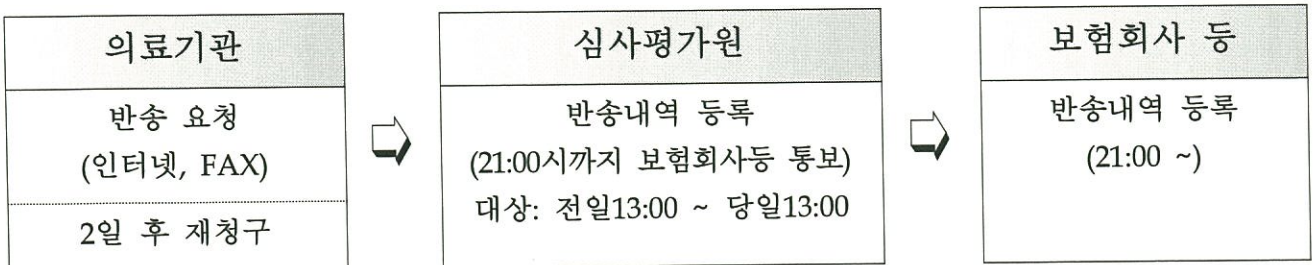 의료기관
반송 요청
(인터넷, FAX)
2일 후 재청구
심사평가원
반송내역 등록
(21:00시까지 보험회사등 통보)
대상: 전일13:00 ~ 당일13:00
보험회사 등
반송내역 등록
(21:00 ~)